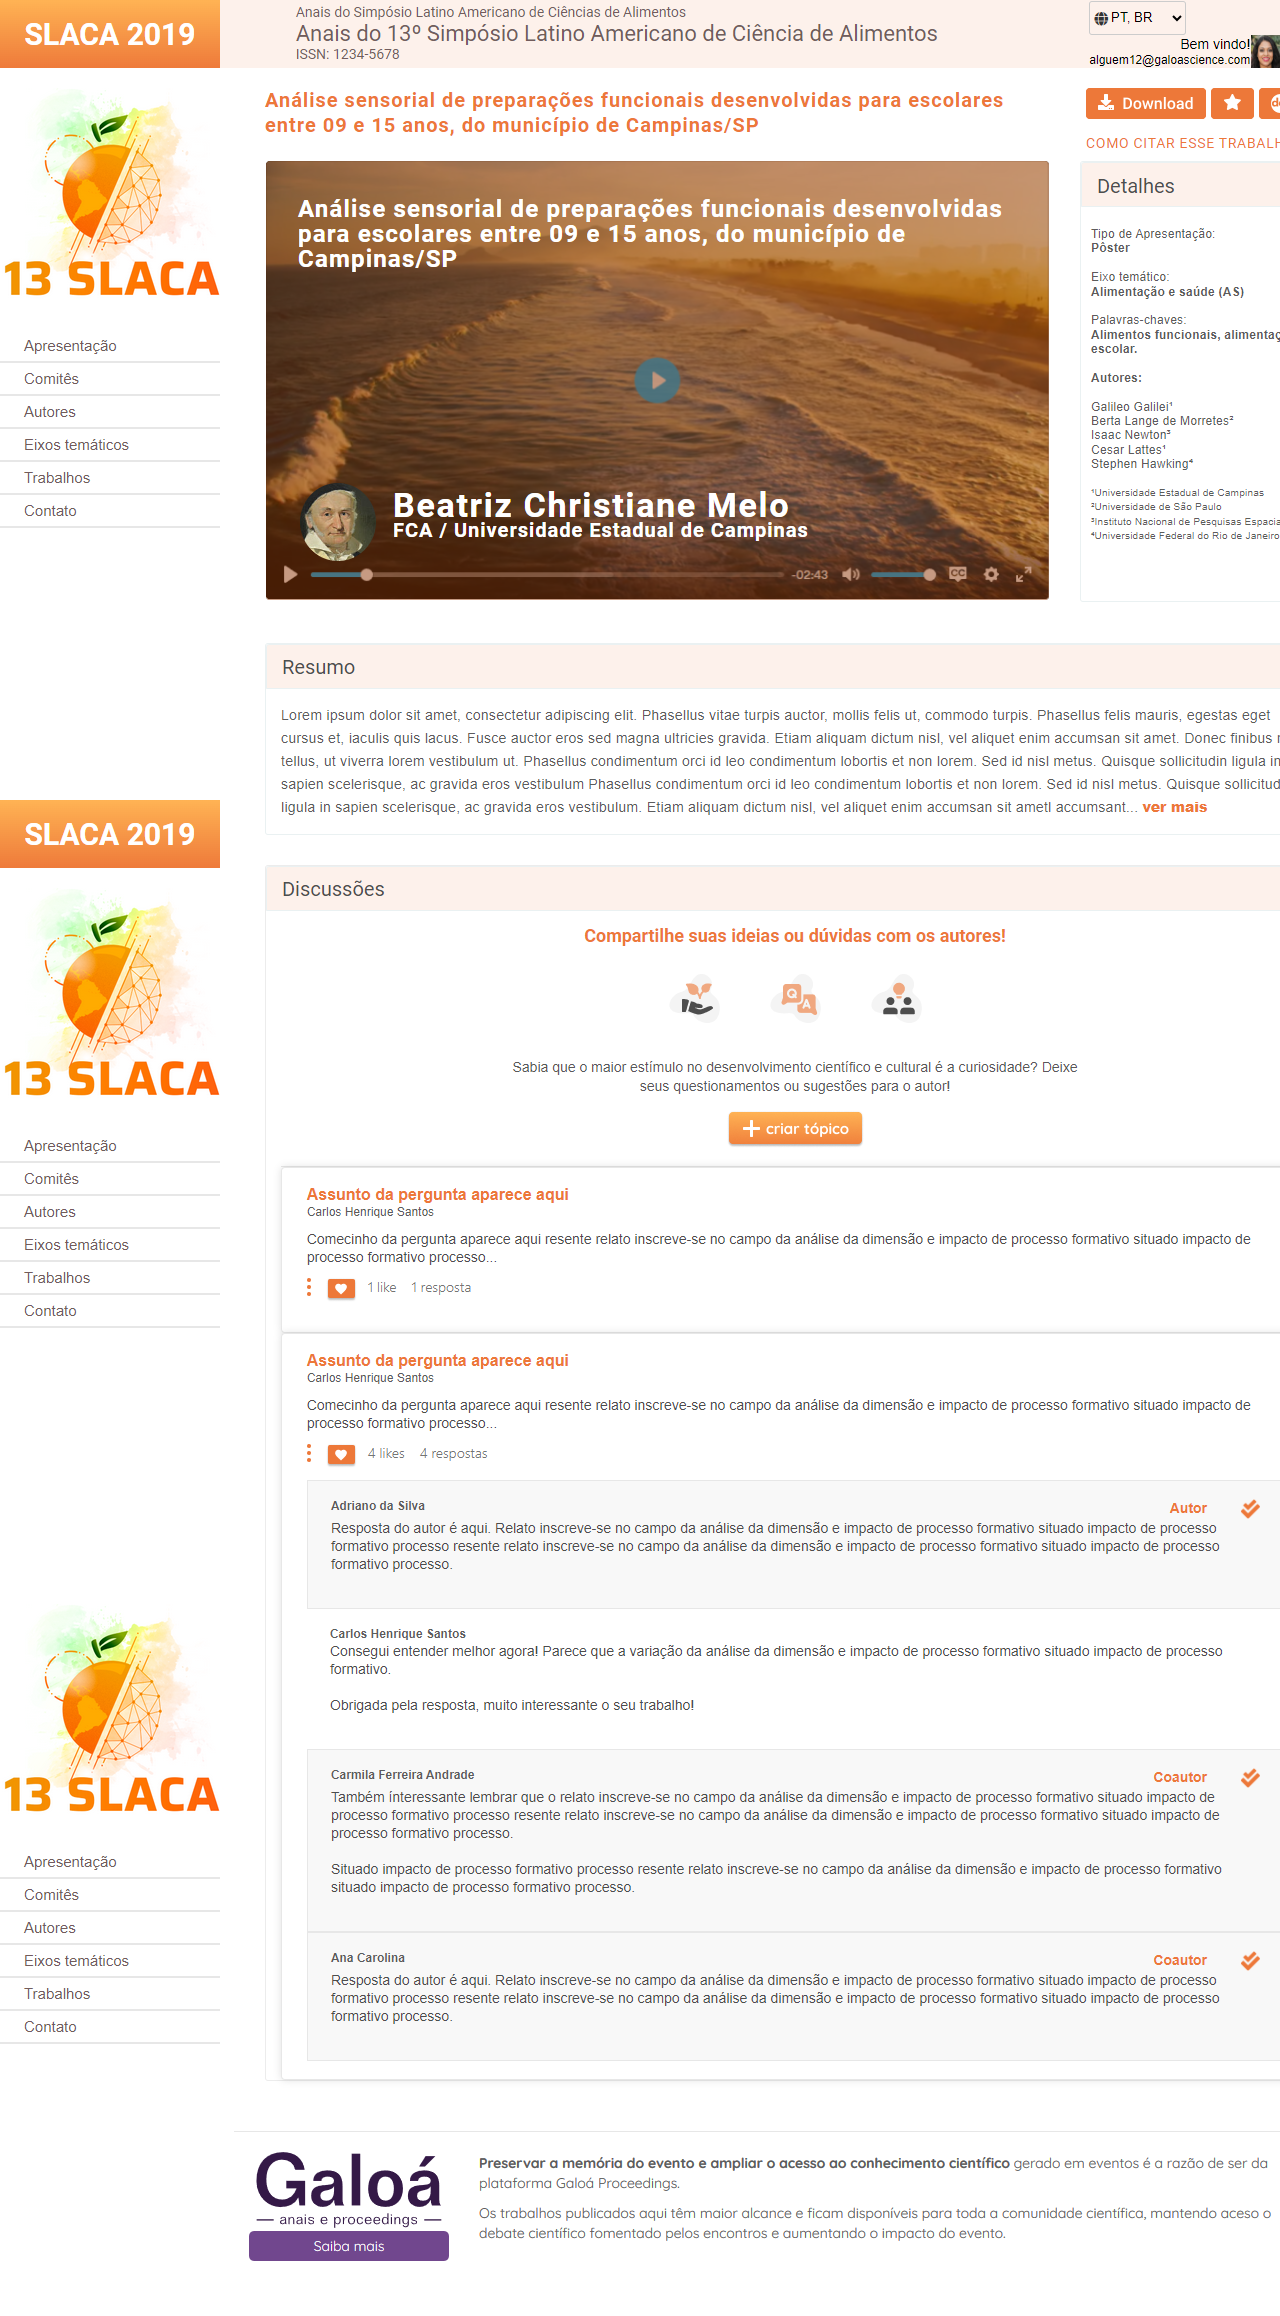 SLACA 2019
Anais do Simpósio Latino Americano de Ciências de Alimentos
Anais do 13º Simpósio Latino Americano de Ciência de Alimentos
ISSN: 1234-5678
PT, BR
Bem vindo!
alguem12@galoascience.com
13 SLACA
Apresentação
Comitês
Autores
Eixos temáticos
Trabalhos
Contato
Análise sensorial de preparações funcionais desenvolvidas para escolares
entre 09 e 15 anos, do município de Campinas/SP
Download
COMO CITAR ESSE TRABALH
Análise sensorial de preparações funcionais desenvolvidas
para escolares entre 09 e 15 anos, do município de
Campinas/SP
Beatriz Christiane Melo
FCA / Universidade Estadual de Campinas
-02:43
CC
Detalhes
Tipo de Apresentação:
Pôster
Eixo temático:
Alimentação e saúde (AS)
Palavras-chaves:
Alimentos funcionais, alimentaç
escolar.
Autores:
Galileo Galilei¹
Berta Lange de Morretes²
Isaac Newton³
Cesar Lattes¹
Stephen Hawking⁴
¹Universidade Estadual de Campinas
²Universidade de São Paulo
³Instituto Nacional de Pesquisas Espacia
⁴Universidade Federal do Rio de Janeiro
Resumo
Lorem ipsum dolor sit amet, consectetur adipiscing elit. Phasellus vitae turpis auctor, mollis felis ut, commodo turpis. Phasellus felis mauris, egestas eget
cursus et, iaculis quis lacus. Fusce auctor eros sed magna ultricies gravida. Etiam aliquam dictum nisl, vel aliquet enim accumsan sit amet. Donec finibus
tellus, ut viverra lorem vestibulum ut. Phasellus condimentum orci id leo condimentum lobortis et non lorem. Sed id nisl metus. Quisque sollicitudin ligula in
sapien scelerisque, ac gravida eros vestibulum Phasellus condimentum orci id leo condimentum lobortis et non lorem. Sed id nisl metus. Quisque sollicitud
ligula in sapien scelerisque, ac gravida eros vestibulum. Etiam aliquam dictum nisl, vel aliquet enim accumsan sit ametl accumsant... ver mais
SLACA 2019
13 SLACA
Apresentação
Comitês
Autores
Eixos temáticos
Trabalhos
Contato
Discussões
Compartilhe suas ideias ou dúvidas com os autores!
Q
A
Sabia que o maior estímulo no desenvolvimento científico e cultural é a curiosidade? Deixe
seus questionamentos ou sugestões para o autor!
criar tópico
Assunto da pergunta aparece aqui
Carlos Henrique Santos
Comecinho da pergunta aparece aqui resente relato inscreve-se no campo da análise da dimensão e impacto de processo formativo situado impacto de
processo formativo processo...
1 like 1 resposta
Assunto da pergunta aparece aqui
Carlos Henrique Santos
Comecinho da pergunta aparece aqui resente relato inscreve-se no campo da análise da dimensão e impacto de processo formativo situado impacto de
processo formativo processo...
4 likes 4 respostas
Adriano da Silva
Autor
Resposta do autor é aqui. Relato inscreve-se no campo da análise da dimensão e impacto de processo formativo situado impacto de processo
formativo processo resente relato inscreve-se no campo da análise da dimensão e impacto de processo formativo situado impacto de processo
formativo processo.
Carlos Henrique Santos
Consegui entender melhor agora! Parece que a variação da análise da dimensão e impacto de processo formativo situado impacto de processo
formativo.
Obrigada pela resposta, muito interessante o seu trabalho!
Carmila Ferreira Andrade
Coautor
Também ínteressante lembrar que o relato inscreve-se no campo da análise da dimensão e impacto de processo formativo situado impacto de
processo formativo processo resente relato inscreve-se no campo da análise da dimensão e impacto de processo formativo situado impacto de
processo formativo processo.
Situado impacto de processo formativo processo resente relato inscreve-se no campo da análise da dimensão e impacto de processo formativo
situado impacto de processo formativo processo.
Ana Carolina
Coautor
Resposta do autor é aqui. Relato inscreve-se no campo da análise da dimensão e impacto de processo formativo situado impacto de processo
formativo processo resente relato inscreve-se no campo da análise da dimensão e impacto de processo formativo situado impacto de processo
formativo processo.
13 SLACA
Apresentação
Comitês
Autores
Eixos temáticos
Trabalhos
Contato
Galoá
anais e proceedings
Saiba mais
Preservar a memória do evento e ampliar o acesso ao conhecimento científico gerado em eventos é a razão de ser da
plataforma Galoá Proceedings.
Os trabalhos publicados aqui têm maior alcance e ficam disponíveis para toda a comunidade científica, mantendo aceso o
debate científico fomentado pelos encontros e aumentando o impacto do evento.